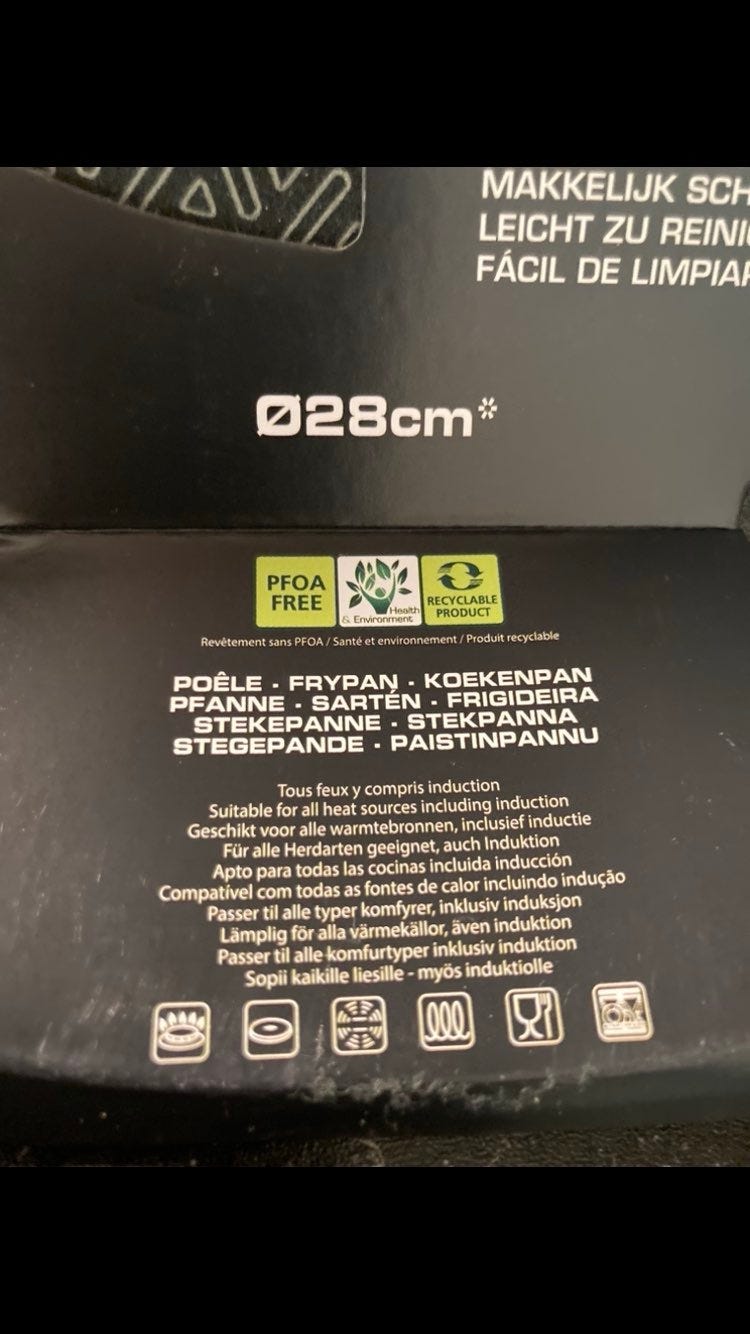 MAKKELIJK SCH
LEICHT ZU REINI
FÁCIL DE LIMPIAR
Ø28cm*
PFOA FREE
Health & Environment
RECYCLABLE PRODUCT
Revêtement sans PFOA / Santé et environnement / Produit recyclable
POÊLE · FRYPAN · KOEKENPAN
PFANNE · SARTÉN · FRIGIDEIRA
STEKEPANNE · STEKPANNA
STEGEPANDE · PAISTINPANNU
Tous feux y compris induction
Suitable for all heat sources including induction
Geschikt voor alle warmtebronnen, inclusief inductie
Für alle Herdarten geeignet, auch Induktion
Apto para todas las cocinas incluida inducción
Compatível com todas as fontes de calor incluindo indução
Passer til alle typer komfyrer, inklusiv induksjon
Lämplig för alla värmekällor, även induktion
Passer til alle komfurtyper inklusiv induktion
Sopii kaikille liesille - myös induktiolle